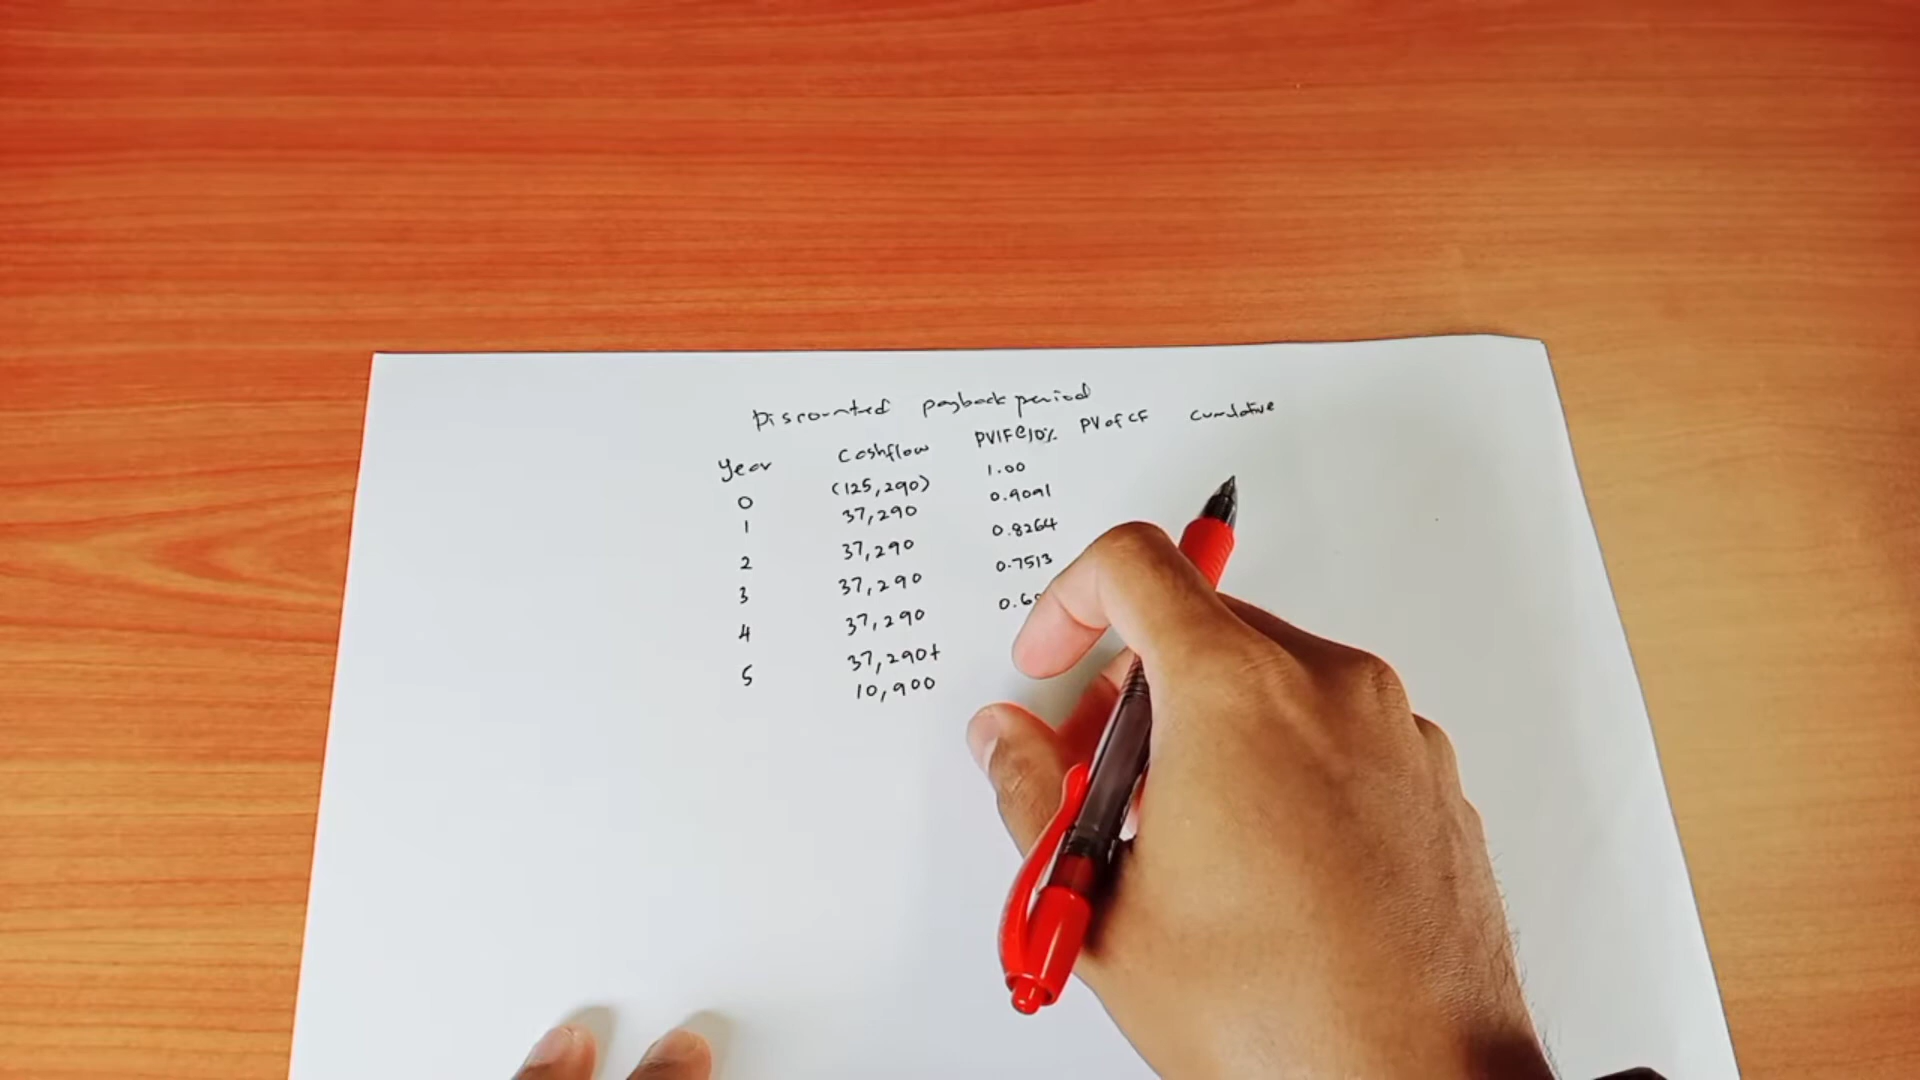 Discounted payback period
Year Cashflow PVIF@10% PV of CF Cumulative
0 (125,290) 1.00
1 37,290 0.9091
2 37,290 0.8264
3 37,290 0.7513
4 37,290 0.6
5 37,290+
10,900